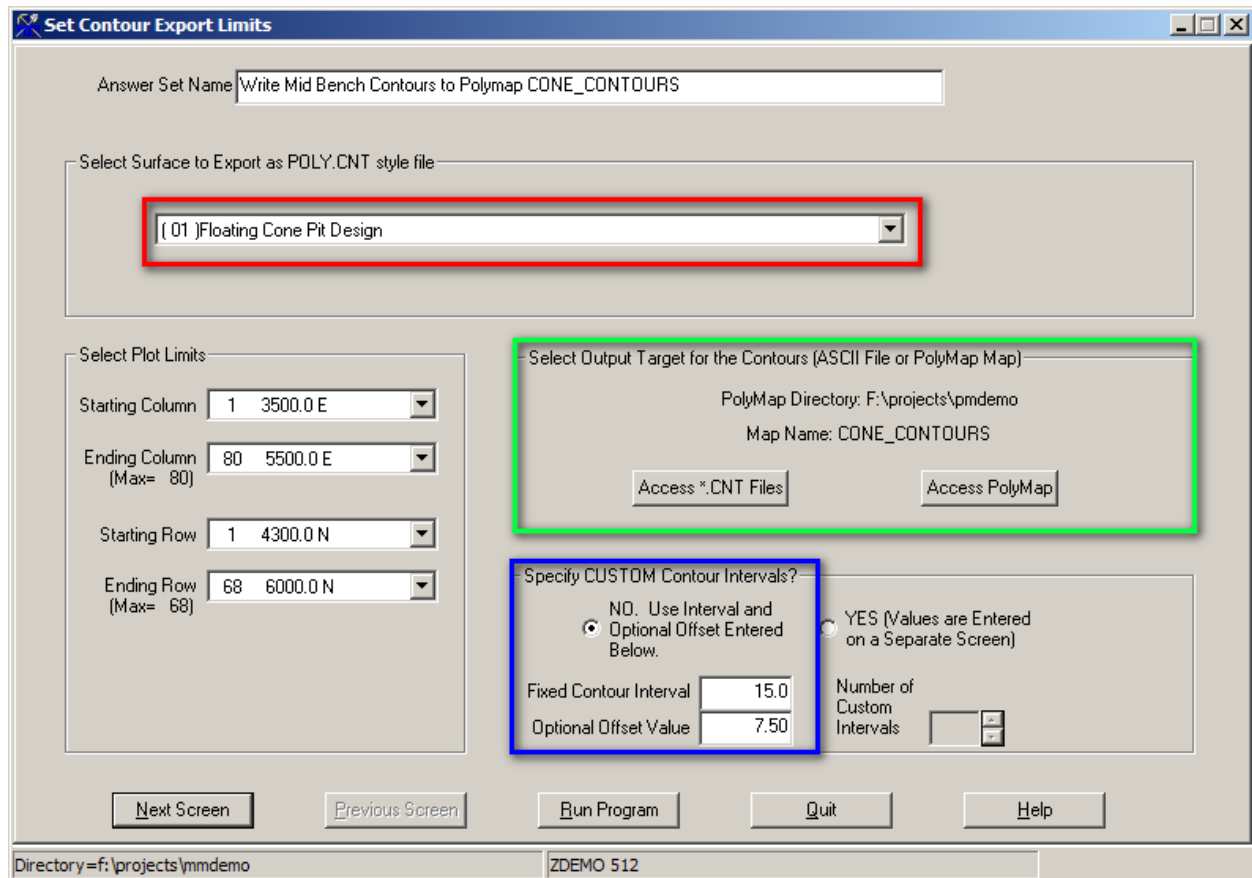 Set Contour Export Limits
Answer Set Name Write Mid Bench Contours to Polymap CONE_CONTOURS
Select Surface to Export as POLY.CNT style file
( 01 )Floating Cone Pit Design
Select Plot Limits
Starting Column 1 3500.0 E
Ending Column 80 5500.0 E
(Max= 80)
Starting Row 1 4300.0 N
Ending Row 68 6000.0 N
(Max= 68)
Select Output Target for the Contours (ASCII File or PolyMap Map)
PolyMap Directory: F:\projects\pmdemo
Map Name: CONE_CONTOURS
Access *.CNT Files Access PolyMap
Specify CUSTOM Contour Intervals?
NO. Use Interval and
Optional Offset Entered
Below.
Fixed Contour Interval 15.0
Optional Offset Value 7.50
YES (Values are Entered
on a Separate Screen)
Number of
Custom
Intervals
Next Screen Previous Screen Run Program Quit Help
Directory=f:\projects\mmdemo ZDEMO 512